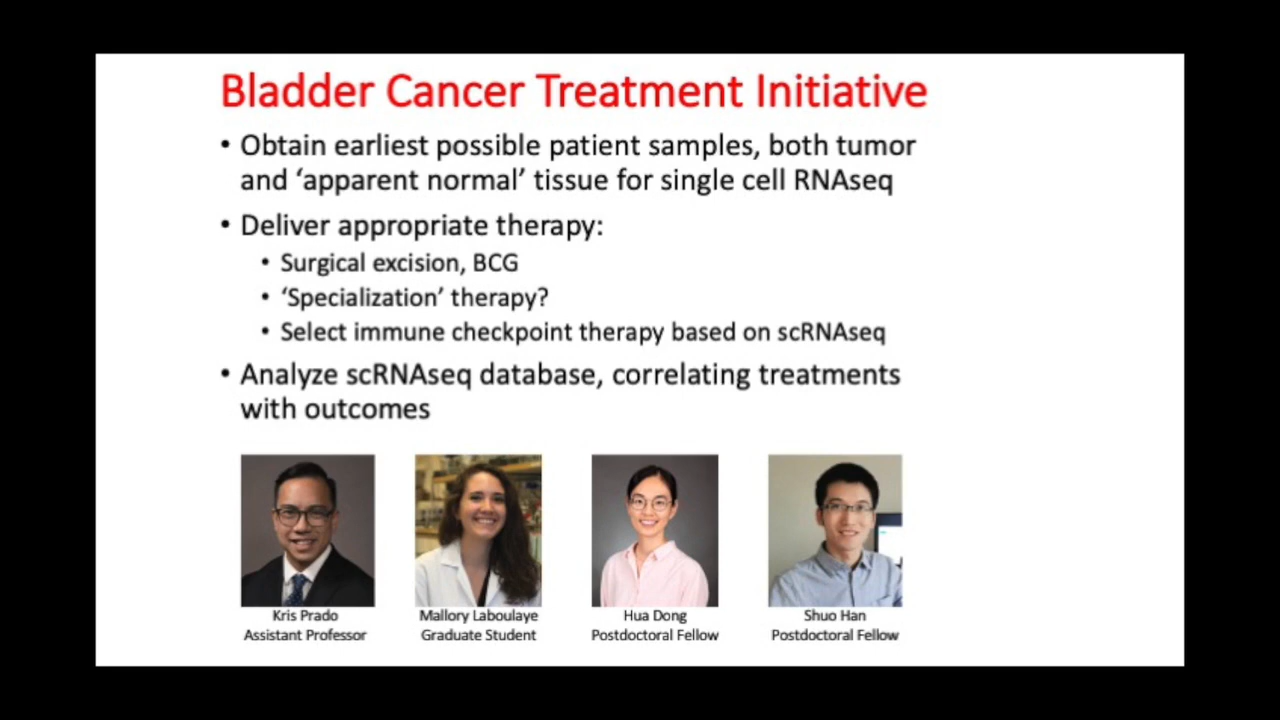 Bladder Cancer Treatment Initiative
• Obtain earliest possible patient samples, both tumor
and ‘apparent normal’ tissue for single cell RNAseq
• Deliver appropriate therapy:
• Surgical excision, BCG
• ‘Specialization’ therapy?
• Select immune checkpoint therapy based on scRNAseq
• Analyze scRNAseq database, correlating treatments
with outcomes
Kris Prado
Assistant Professor
Mallory Laboulaye
Graduate Student
Hua Dong
Postdoctoral Fellow
Shuo Han
Postdoctoral Fellow